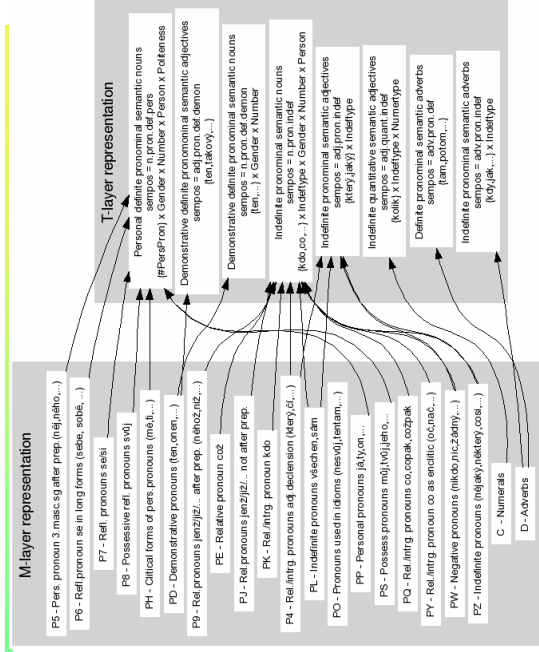 M-layer representation
P5 - Pers. pronoun 3.masc.sg after prep. (něj,něho,...)
P6 - Refl.pronoun se in long forms (sebe, sobě, ...)
P7 - Refl. pronouns se/si
P8 - Possessive refl. pronouns svůj
PH - Clitical forms of pers.pronouns (mě,ti...)
PD - Demonstrative pronouns (ten,onen,...)
P9 - Rel.pronouns jenž/již/... after prep. (něhož,níž,...)
PE - Relative pronoun což
PJ - Rel.pronouns jenž/již/... not after prep.
PK - Rel./intrg. pronoun kdo
P4 - Rel./intrg. pronouns adj.declension (který,čí,...)
PL - Indefinite pronouns všechen,sám
PO - Pronouns used in idioms (nesvůj,tentam,...)
PP - Personal pronouns já,ty,on,...
PS - Possess.pronouns můj,tvůj,jeho,...
PQ - Rel./intrg. pronouns co,copak,cožpak
PY - Rel./intrg. pronoun co as enclitic (oč,nač,...)
PW - Negative pronouns (nikdo,nic,žádný,...)
PZ - Indefinite pronouns (nějaký,některý,cosi,...)
C - Numerals
D - Adverbs
T-layer representation
Personal definite pronominal semantic nouns
sempos = n.pron.def.pers
{#PersPron} x Gender x Number x Person x Politeness
Demonstrative definite pronominal semantic adjectives
sempos = adj.pron.def.demon
{ten,takový,...}
Demonstrative definite pronominal semantic nouns
sempos = n.pron.def.demon
{ten,...} x Gender x Number
Indefinite pronominal semantic nouns
sempos = n.pron.indef
{kdo,co,...} x Indeftype x Gender x Number x Person
Indefinite pronominal semantic adjectives
sempos = adj.pron.indef
{který,jaký} x Indeftype
Indefinite quantitative semantic adjectives
sempos = adj.quant.indef
{kolik} x Indeftype x Numertype
Definite pronominal semantic adverbs
sempos = adv.pron.def
{tam,potom,...}
Indefinite pronominal semantic adverbs
sempos = adv.pron.indef
{kdy,jak,...} x Indeftype